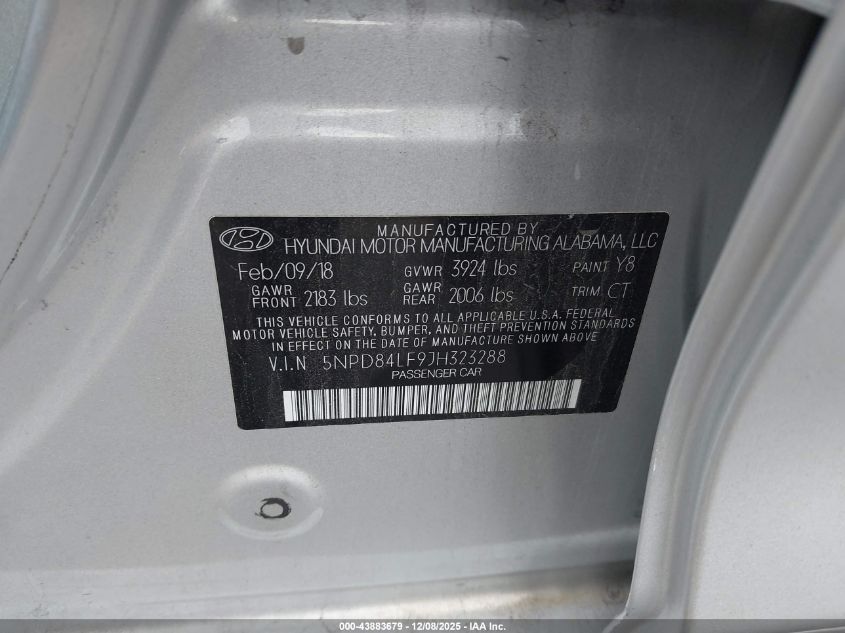 MANUFACTURED BY
HYUNDAI MOTOR MANUFACTURING ALABAMA, LLC
Feb/09/18 GVWR 3924 lbs PAINT Y8
GAWR FRONT 2183 lbs GAWR REAR 2006 lbs TRIM CT
THIS VEHICLE CONFORMS TO ALL APPLICABLE U.S.A. FEDERAL
MOTOR VEHICLE SAFETY, BUMPER, AND THEFT PREVENTION STANDARDS
IN EFFECT ON THE DATE OF MANUFACTURE SHOWN ABOVE.
V.I.N 5NPD84LF9JH323288
PASSENGER CAR
000-43883679 - 12/08/2025 - IAA Inc.